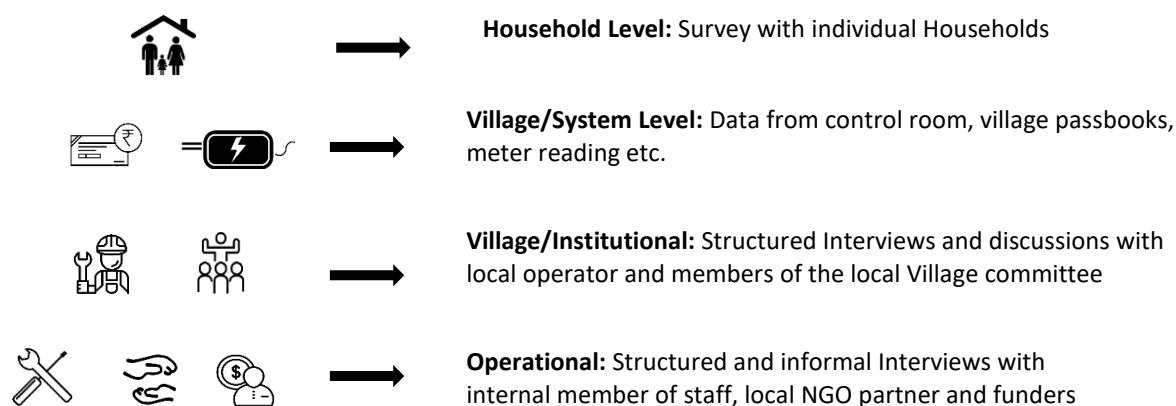 Household Level: Survey with individual Households
₹
Village/System Level: Data from control room, village passbooks,
meter reading etc.
Village/Institutional: Structured Interviews and discussions with
local operator and members of the local Village committee
$
Operational: Structured and informal Interviews with
internal member of staff, local NGO partner and funders